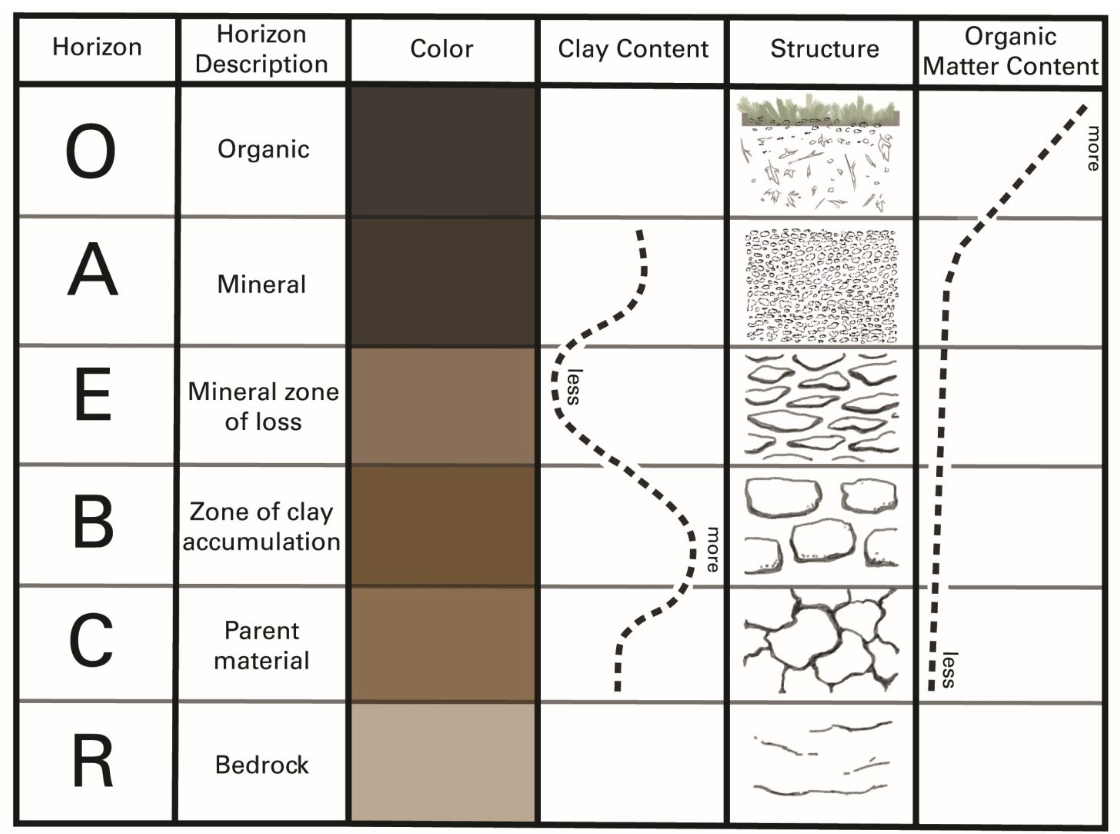 Horizon
Horizon
Description
Color
Clay Content
Structure
Organic
Matter Content
O
Organic
more
A
Mineral
E
Mineral zone
of loss
less
B
Zone of clay
accumulation
more
C
Parent
material
less
R
Bedrock